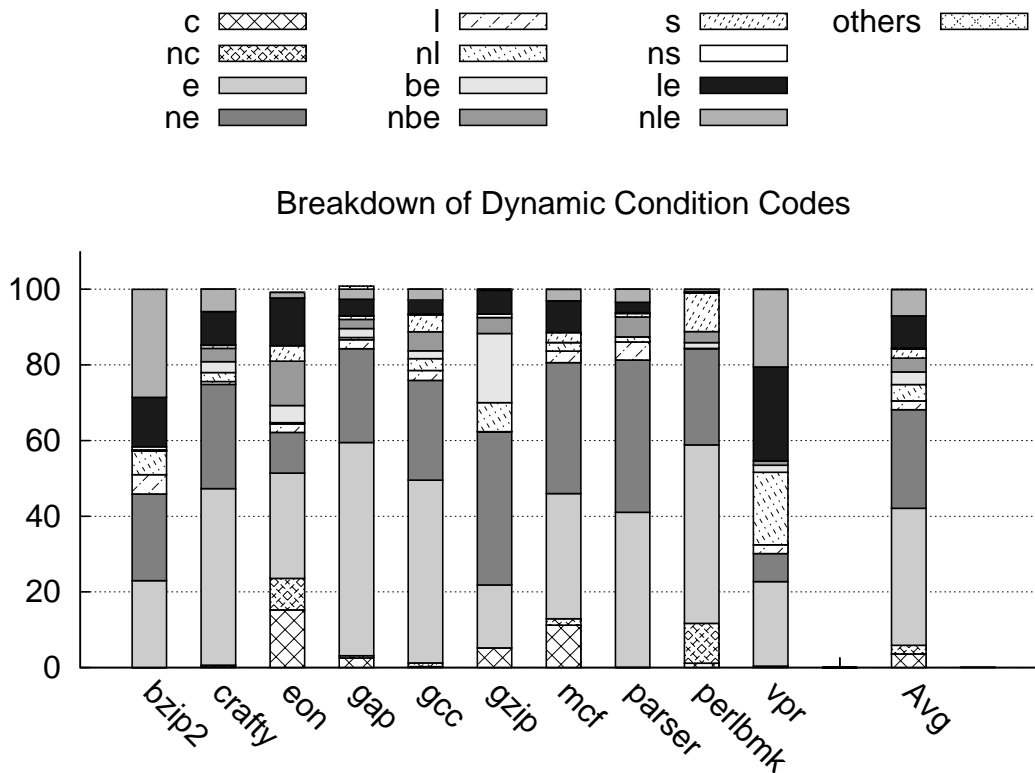 c l s others
nc nl ns
e be le
ne nbe nle
Breakdown of Dynamic Condition Codes
100
80
60
40
20
0
bzip2 crafty eon gap gcc gzip mcf parser perlbmk vpr Avg